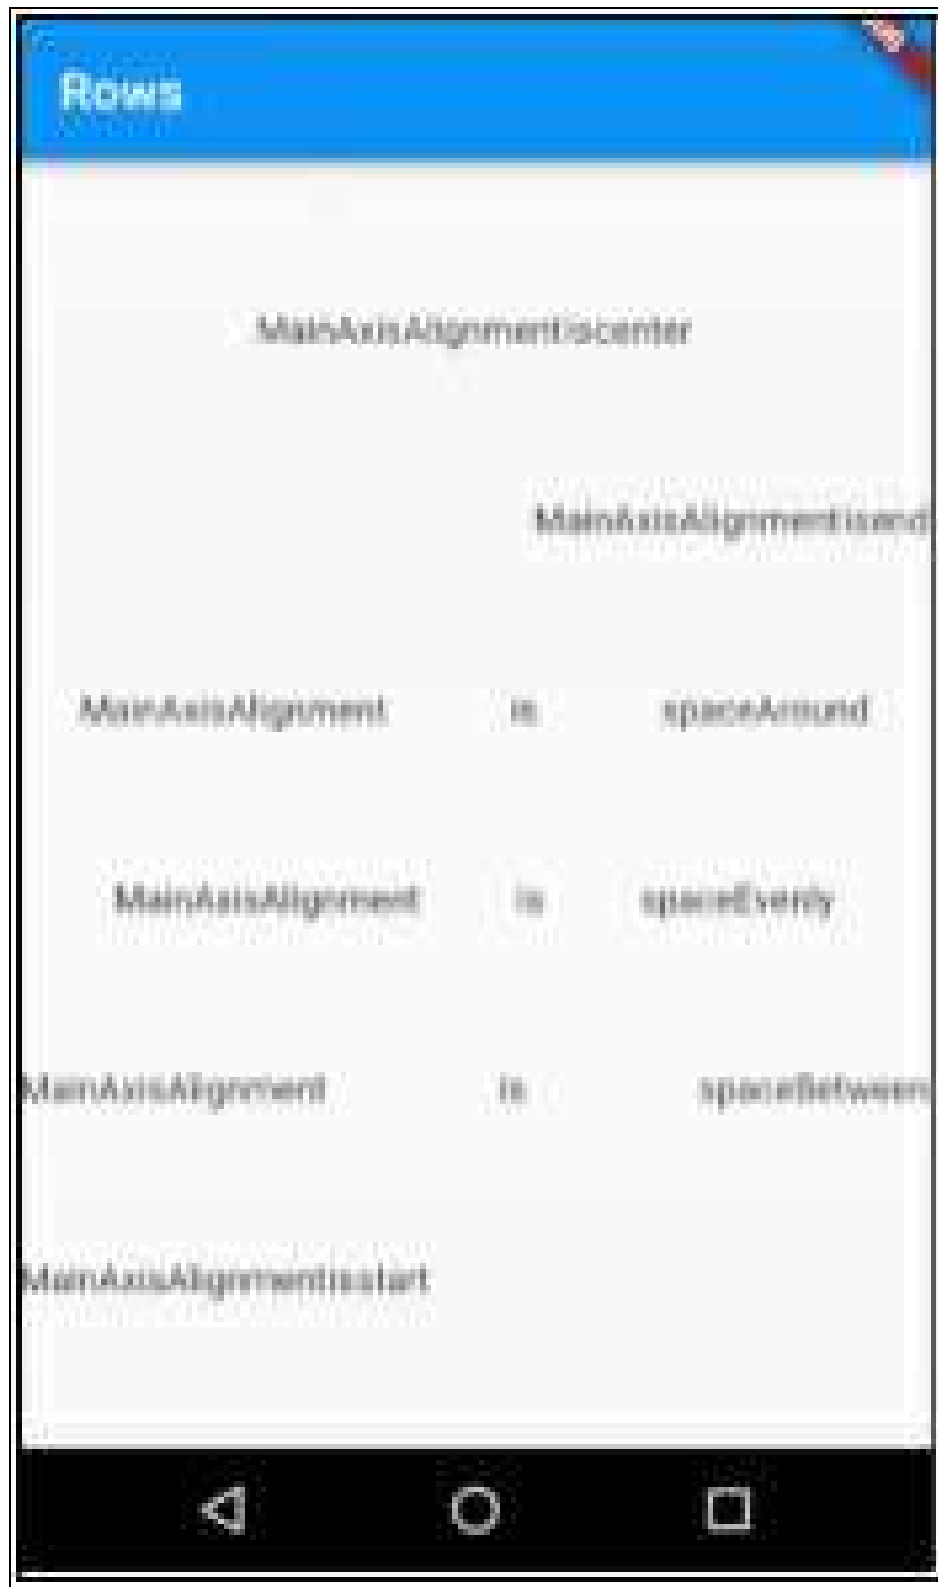 Rows
MainAxisAlignmentiscenter
MainAxisAlignmentisend
MainAxisAlignment is spaceAround
MainAxisAlignment is spaceEvenly
MainAxisAlignment is spaceBetween
MainAxisAlignmentisstart